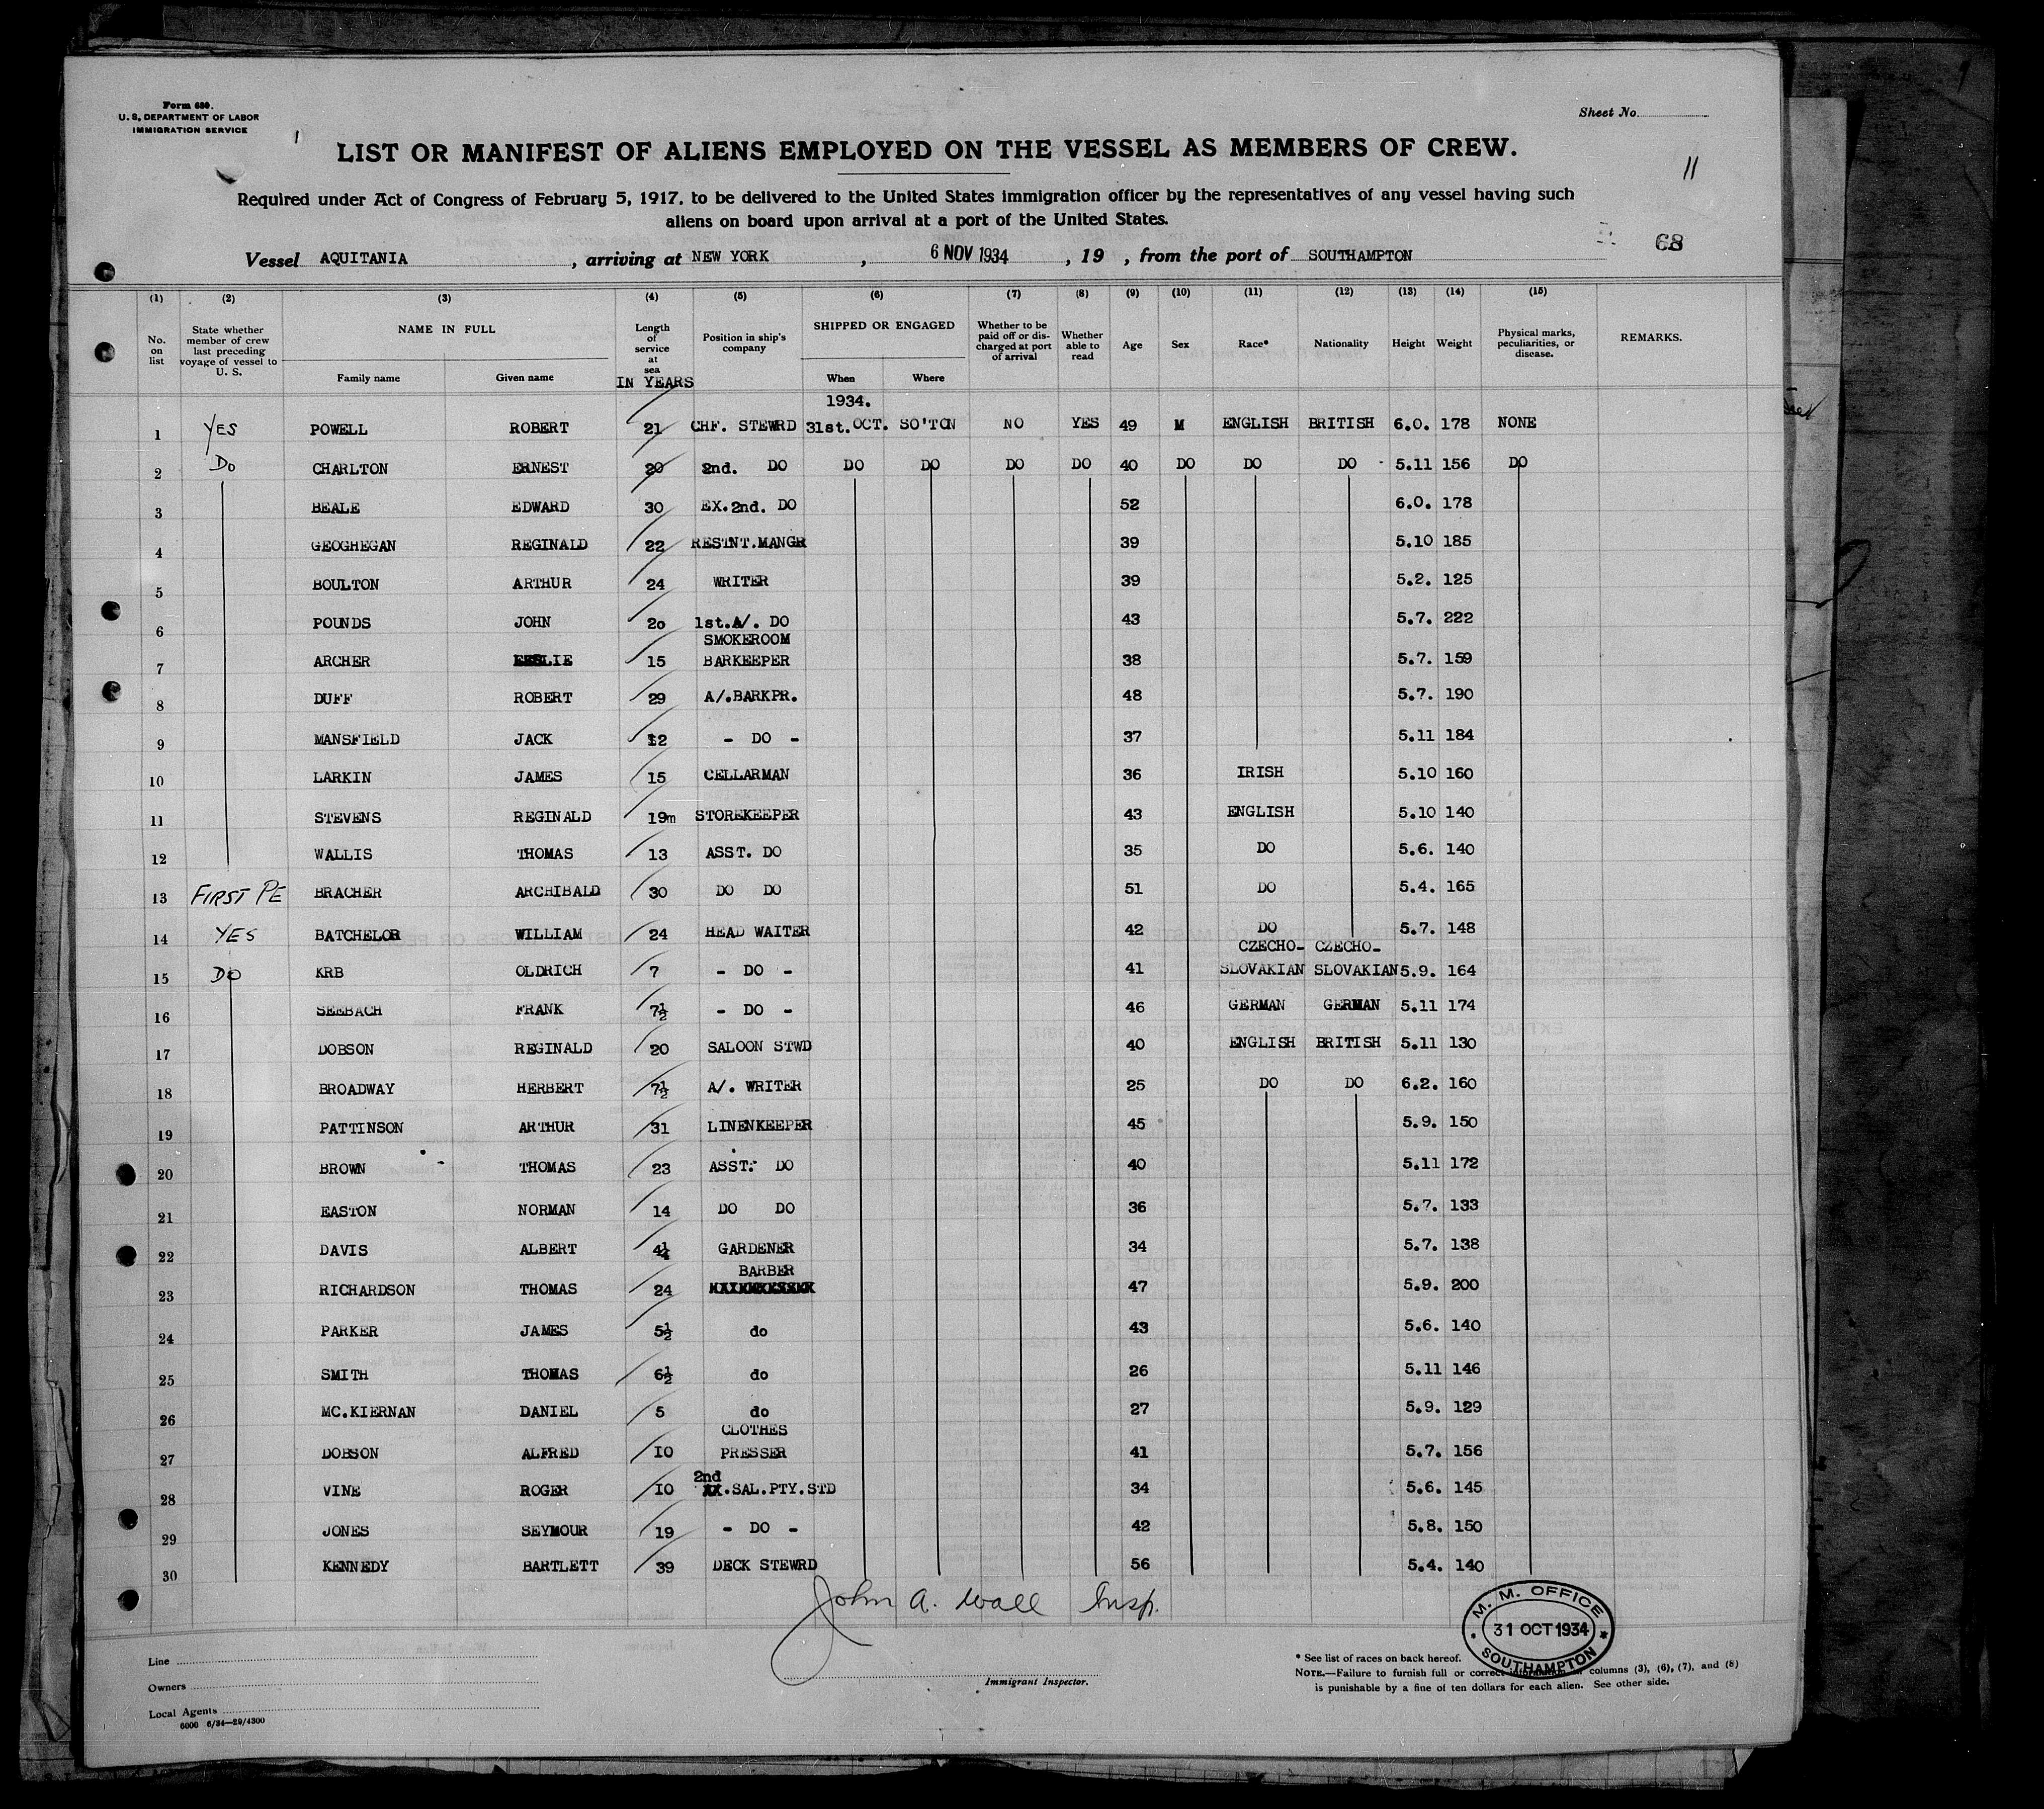 Form 680.
U. S. DEPARTMENT OF LABOR
IMMIGRATION SERVICE
Sheet No.
LIST OR MANIFEST OF ALIENS EMPLOYED ON THE VESSEL AS MEMBERS OF CREW.
11
Required under Act of Congress of February 5, 1917, to be delivered to the United States immigration officer by the representatives of any vessel having such
aliens on board upon arrival at a port of the United States.
68
Vessel AQUITANIA, arriving at NEW YORK, 6 NOV 1934, 19 , from the port of SOUTHAMPTON
(1) (2) (3) (4) (5) (6) (7) (8) (9) (10) (11) (12) (13) (14) (15)
No. on list State whether member of crew last preceding voyage of vessel to U. S. NAME IN FULL Length of service at sea Position in ship's company SHIPPED OR ENGAGED Whether to be paid off or discharged at port of arrival Whether able to read Age Sex Race* Nationality Height Weight Physical marks, peculiarities, or disease. REMARKS.
Family name Given name IN YEARS When Where
1934.
1 YES POWELL ROBERT 21 CHF. STEWRD 31st.OCT. SO'TON NO YES 49 M ENGLISH BRITISH 6.0. 178 NONE
2 Do CHARLTON ERNEST 20 2nd. DO DO DO DO DO 40 DO DO DO 5.11 156 DO
3 BEALE EDWARD 30 EX.2nd. DO 52 6.0. 178
4 GEOGHEGAN REGINALD 22 RESTNT.MANGR 39 5.10 185
5 BOULTON ARTHUR 24 WRITER 39 5.2. 125
6 POUNDS JOHN 20 1st.A/. DO 43 5.7. 222
SMOKEROOM
7 ARCHER LESLIE 15 BARKEEPER 38 5.7. 159
8 DUFF ROBERT 29 A/.BARKPR. 48 5.7. 190
9 MANSFIELD JACK 12 - DO - 37 5.11 184
10 LARKIN JAMES 15 CELLARMAN 36 IRISH 5.10 160
11 STEVENS REGINALD 19m STOREKEEPER 43 ENGLISH 5.10 140
12 WALLIS THOMAS 13 ASST. DO 35 DO 5.6. 140
13 FIRST PE BRACHER ARCHIBALD 30 DO DO 51 DO 5.4. 165
14 YES BATCHELOR WILLIAM 24 HEAD WAITER 42 DO 5.7. 148
CZECHO- CZECHO-
15 DO KRB OLDRICH 7 - DO - 41 SLOVAKIAN SLOVAKIAN 5.9. 164
16 SEEBACH FRANK 7½ - DO - 46 GERMAN GERMAN 5.11 174
17 DOBSON REGINALD 20 SALOON STWD 40 ENGLISH BRITISH 5.11 130
18 BROADWAY HERBERT 7½ A/. WRITER 25 DO DO 6.2. 160
19 PATTINSON ARTHUR 31 LINENKEEPER 45 5.9. 150
20 BROWN THOMAS 23 ASST. DO 40 5.11 172
21 EASTON NORMAN 14 DO DO 36 5.7. 133
22 DAVIS ALBERT 4¼ GARDENER 34 5.7. 138
BARBER
23 RICHARDSON THOMAS 24 47 5.9. 200
24 PARKER JAMES 5½ do 43 5.6. 140
25 SMITH THOMAS 6½ do 26 5.11 146
26 MC.KIERNAN DANIEL 5 do 27 5.9. 129
CLOTHES
27 DOBSON ALFRED 10 PRESSER 41 5.7. 156
2nd
28 VINE ROGER 10 .SAL.PTY.STD 34 5.6. 145
29 JONES SEYMOUR 19 - DO - 42 5.8. 150
30 KENNEDY BARTLETT 39 DECK STEWRD 56 5.4. 140
John A. Wall Insp.
M. M. OFFICE
31 OCT 1934
SOUTHAMPTON
Line
Owners
Local Agents
6000 6/34—29/4300
Immigrant Inspector.
* See list of races on back hereof.
NOTE.—Failure to furnish full or correct information columns (3), (6), (7), and (8)
is punishable by a fine of ten dollars for each alien. See other side.